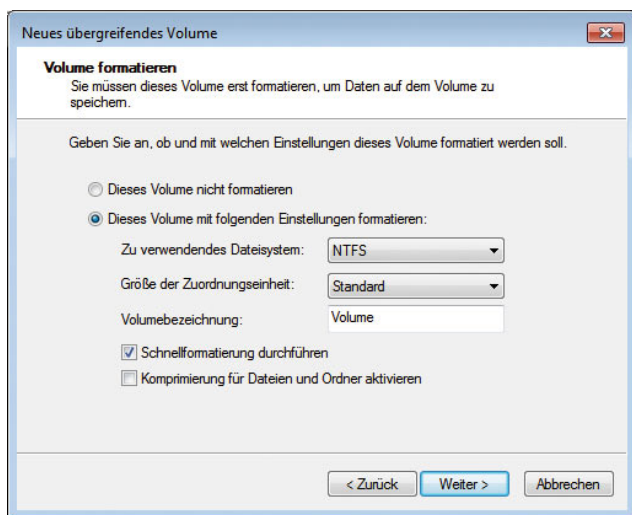 Neues übergreifendes Volume
Volume formatieren
Sie müssen dieses Volume erst formatieren, um Daten auf dem Volume zu
speichern.
Geben Sie an, ob und mit welchen Einstellungen dieses Volume formatiert werden soll.
Dieses Volume nicht formatieren
Dieses Volume mit folgenden Einstellungen formatieren:
Zu verwendendes Dateisystem: NTFS
Größe der Zuordnungseinheit: Standard
Volumebezeichnung: Volume
Schnellformatierung durchführen
Komprimierung für Dateien und Ordner aktivieren
< Zurück Weiter > Abbrechen